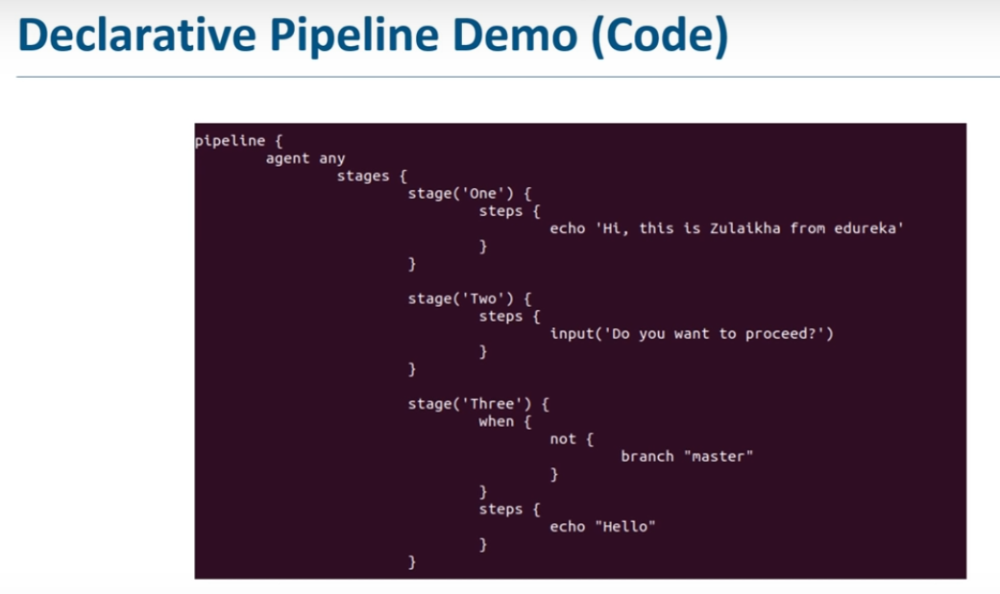 Declarative Pipeline Demo (Code)
pipeline {
agent any
stages {
stage('One') {
steps {
echo 'Hi, this is Zulaikha from edureka'
}
}
stage('Two') {
steps {
input('Do you want to proceed?')
}
}
stage('Three') {
when {
not {
branch "master"
}
}
steps {
echo "Hello"
}
}